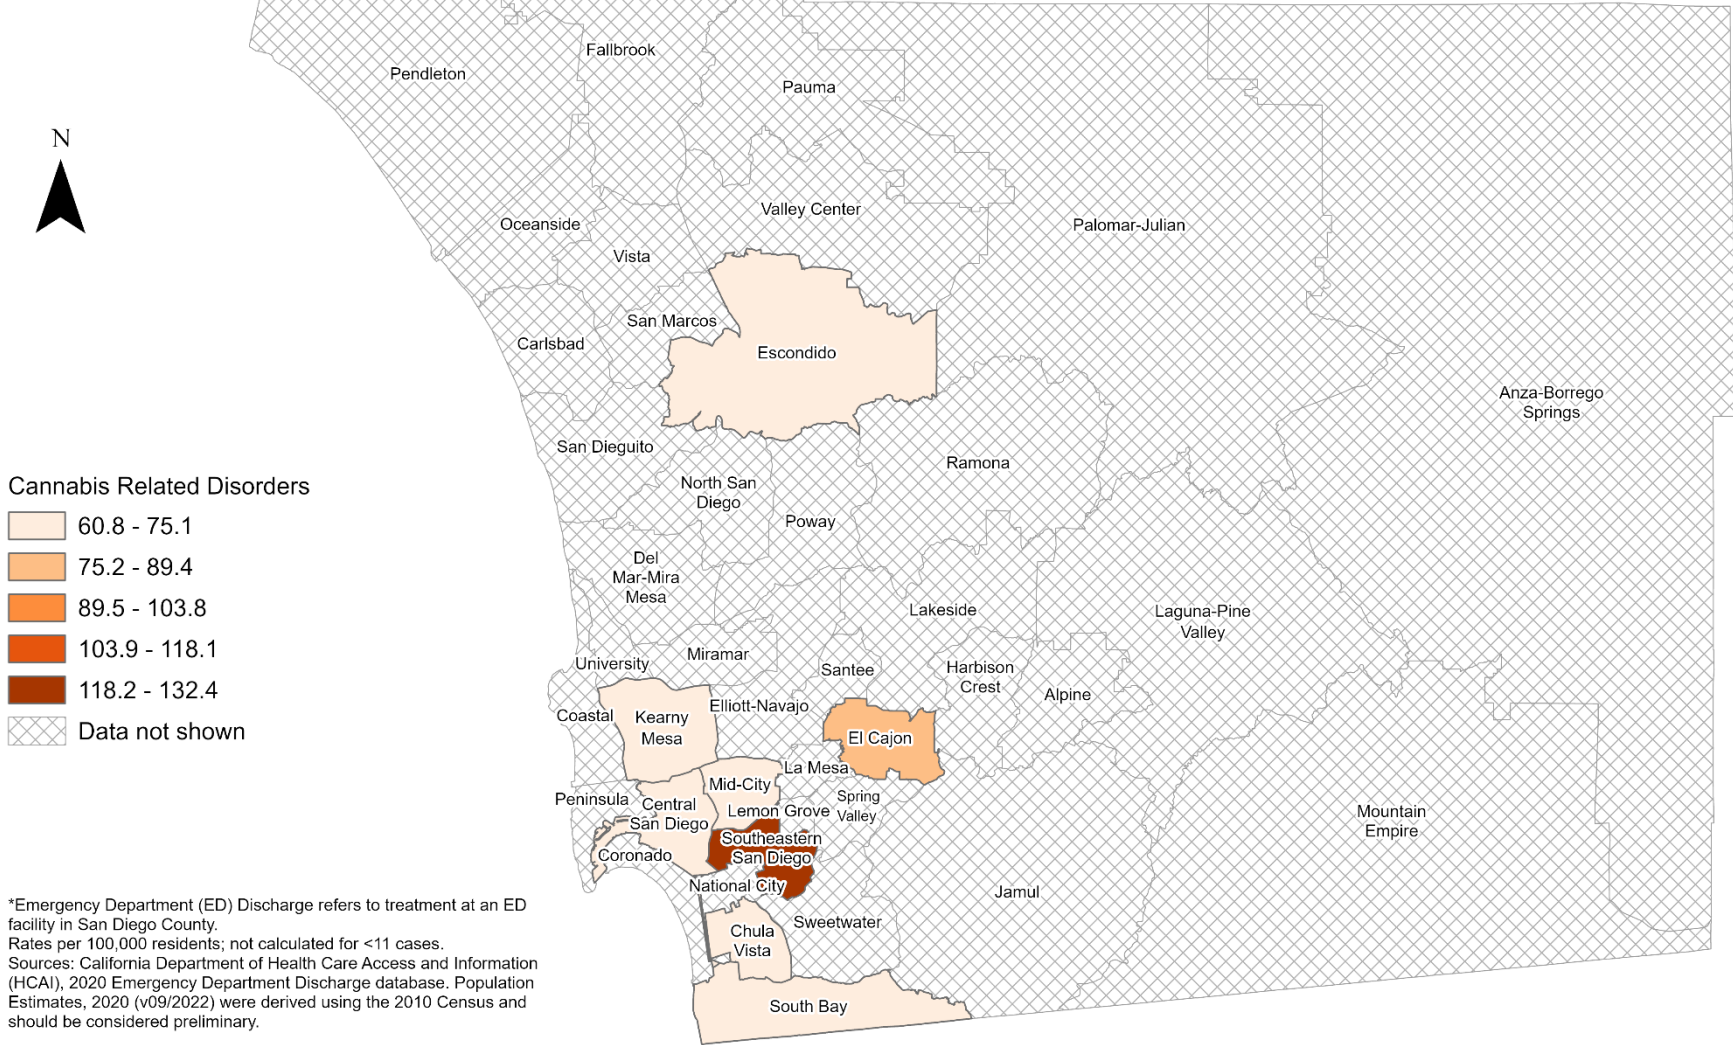 Fallbrook
Pendleton
Pauma
N
Valley Center
Oceanside
Palomar-Julian
Vista
San Marcos
Carlsbad
Escondido
Anza-Borrego
Springs
San Dieguito
Ramona
North San
Diego
Poway
Del
Mar-Mira
Mesa
Lakeside
Laguna-Pine
Valley
Miramar
University
Santee
Harbison
Crest
Alpine
Elliott-Navajo
Coastal
Kearny
Mesa
El Cajon
La Mesa
Mid-City
Peninsula
Central
San Diego
Lemon Grove
Spring
Valley
Mountain
Empire
Southeastern
San Diego
Coronado
National City
Jamul
Sweetwater
Chula
Vista
South Bay
Cannabis Related Disorders
60.8 - 75.1
75.2 - 89.4
89.5 - 103.8
103.9 - 118.1
118.2 - 132.4
Data not shown
*Emergency Department (ED) Discharge refers to treatment at an ED
facility in San Diego County.
Rates per 100,000 residents; not calculated for <11 cases.
Sources: California Department of Health Care Access and Information
(HCAI), 2020 Emergency Department Discharge database. Population
Estimates, 2020 (v09/2022) were derived using the 2010 Census and
should be considered preliminary.